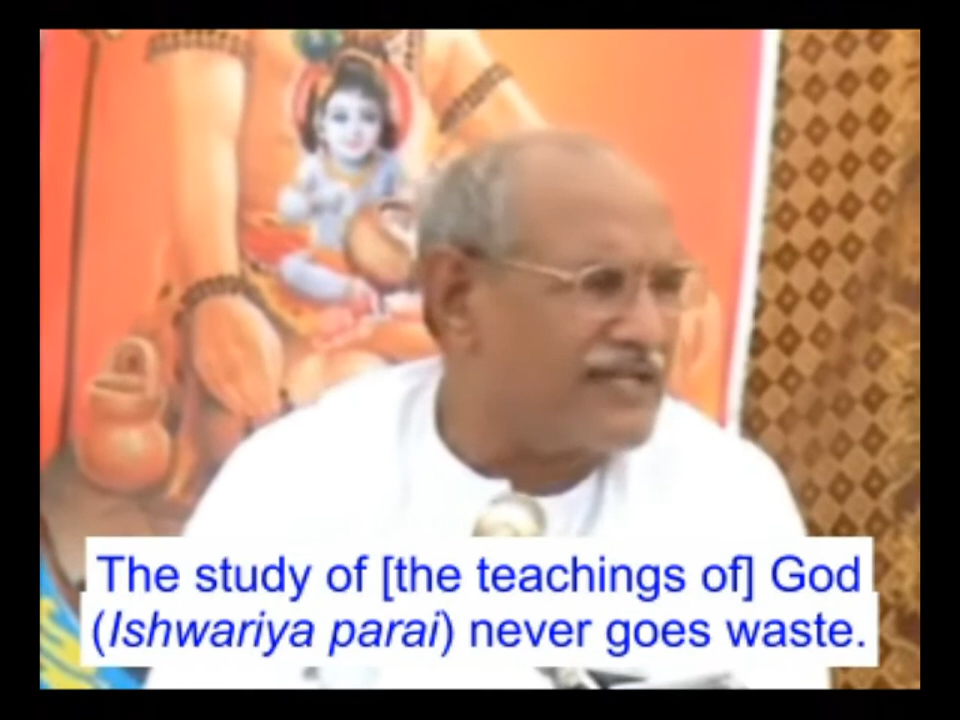 The study of [the teachings of] God
(Ishwariya parai) never goes waste.